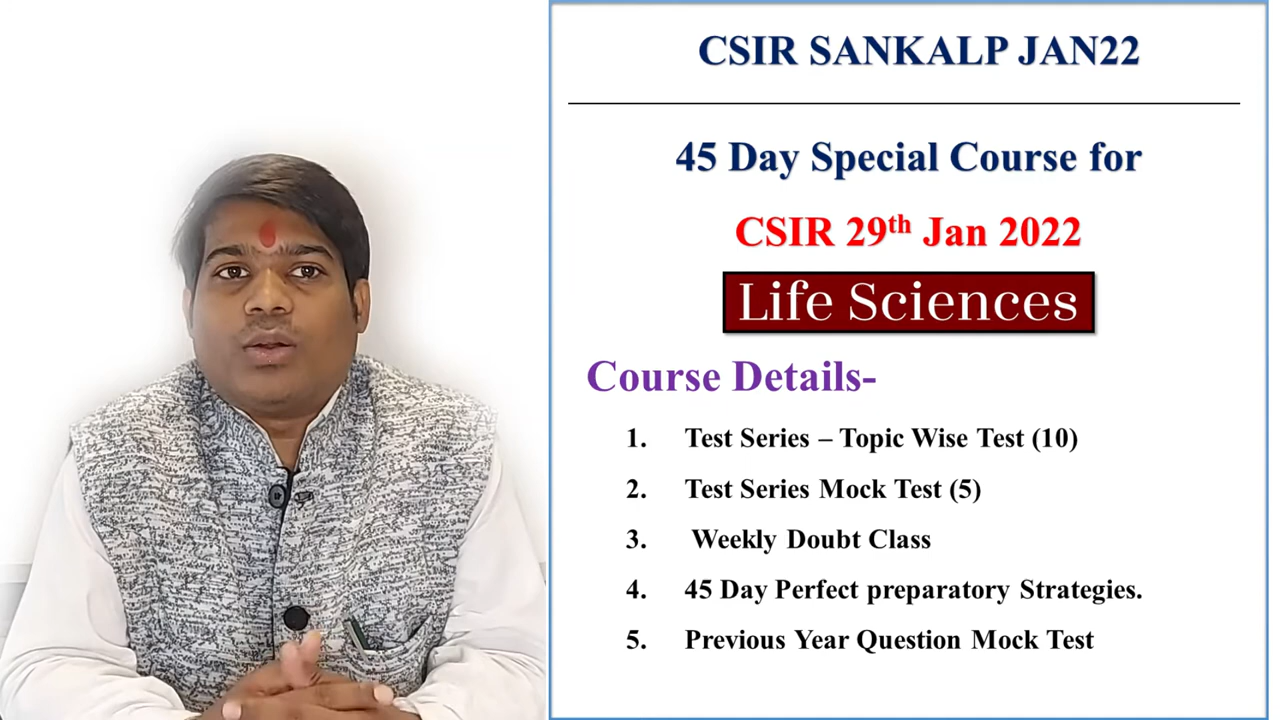 CSIR SANKALP JAN22
45 Day Special Course for
CSIR 29th Jan 2022
Life Sciences
Course Details-
1. Test Series – Topic Wise Test (10)
2. Test Series Mock Test (5)
3. Weekly Doubt Class
4. 45 Day Perfect preparatory Strategies.
5. Previous Year Question Mock Test